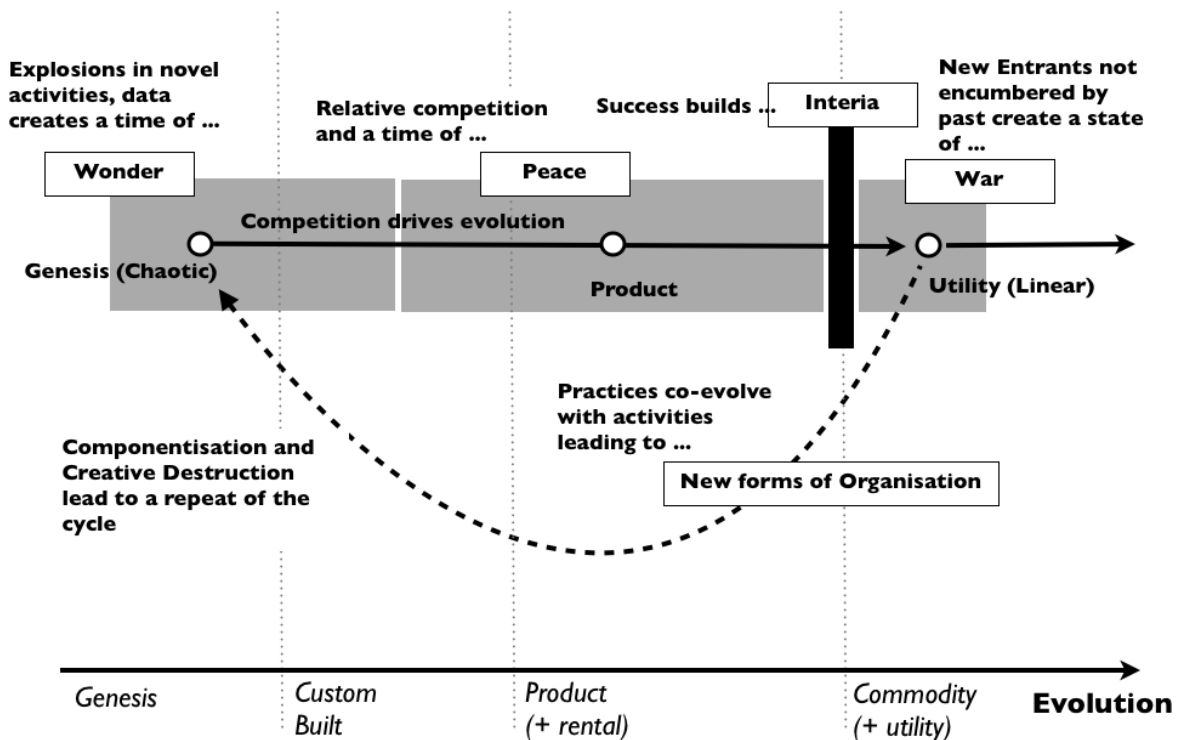 Explosions in novel
activities, data
creates a time of ...
Wonder
Relative competition
and a time of ...
Peace
Success builds ...
Interia
New Entrants not
encumbered by
past create a state
of ...
War
Competition drives evolution
Genesis (Chaotic)
Product
Utility (Linear)
Practices co-evolve
with activities
leading to ...
New forms of Organisation
Componentisation and
Creative Destruction
lead to a repeat of the
cycle
Genesis
Custom
Built
Product
(+ rental)
Commodity
(+ utility)
Evolution